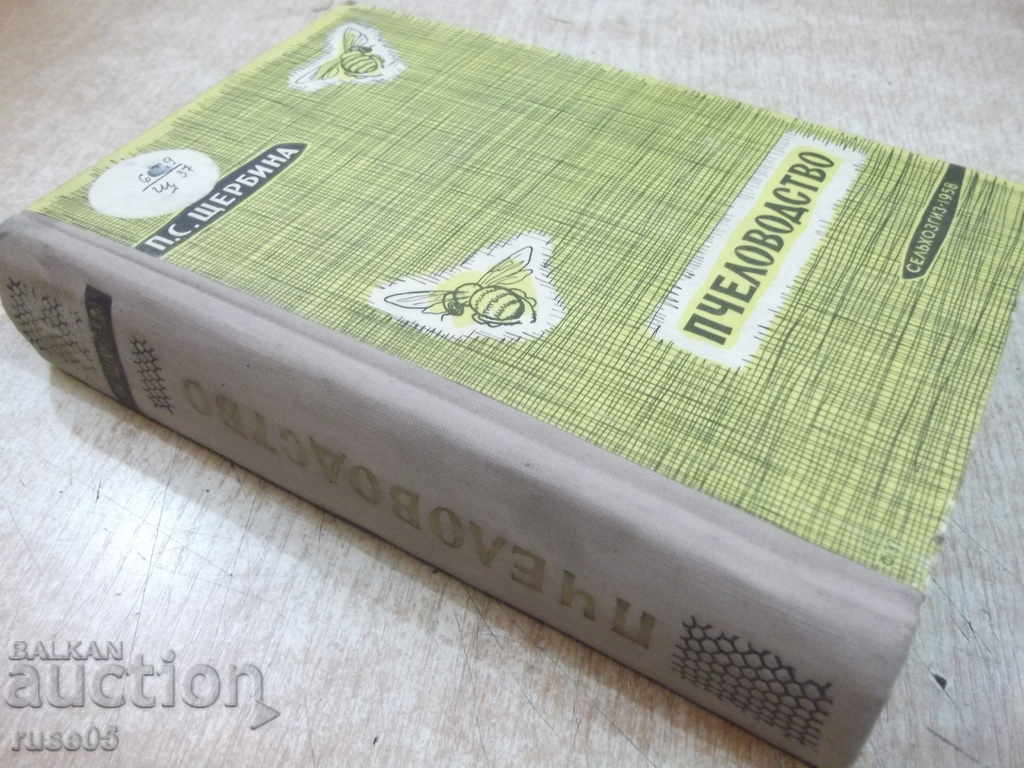 П.С. ЩЕРБИНА
ПЧЕЛОВОДСТВО
СЕЛЬХОЗГИЗ·1958
ПЧЕЛОВОДСТВО
BALKAN
auction
ruse05